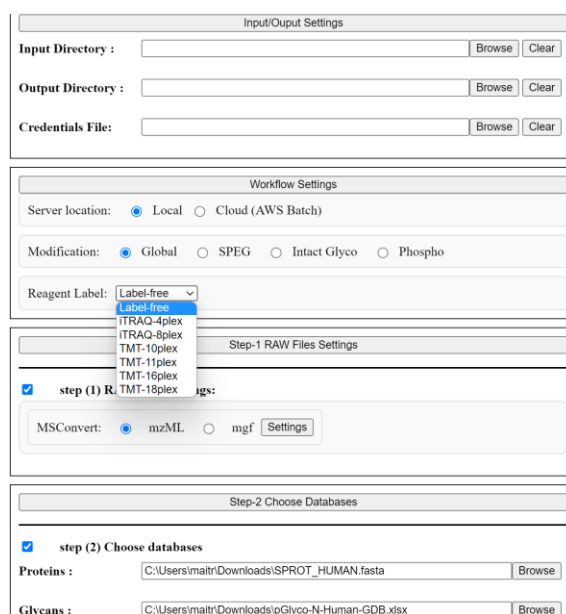 Input/Ouput Settings
Input Directory : Browse Clear
Output Directory : Browse Clear
Credentials File: Browse Clear
Workflow Settings
Server location: Local Cloud (AWS Batch)
Modification: Global SPEG Intact Glyco Phospho
Reagent Label: Label-free
Label-free
iTRAQ-4plex
iTRAQ-8plex
TMT-10plex
TMT-11plex
TMT-16plex
TMT-18plex
Step-1 RAW Files Settings
step (1) R gs:
MSConvert: mzML mgf Settings
Step-2 Choose Databases
step (2) Choose databases
Proteins : C:\Users\maitr\Downloads\SPROT_HUMAN.fasta Browse
Glycans : C:\Users\maitr\Downloads\pGlyco-N-Human-GDB.xlsx Browse